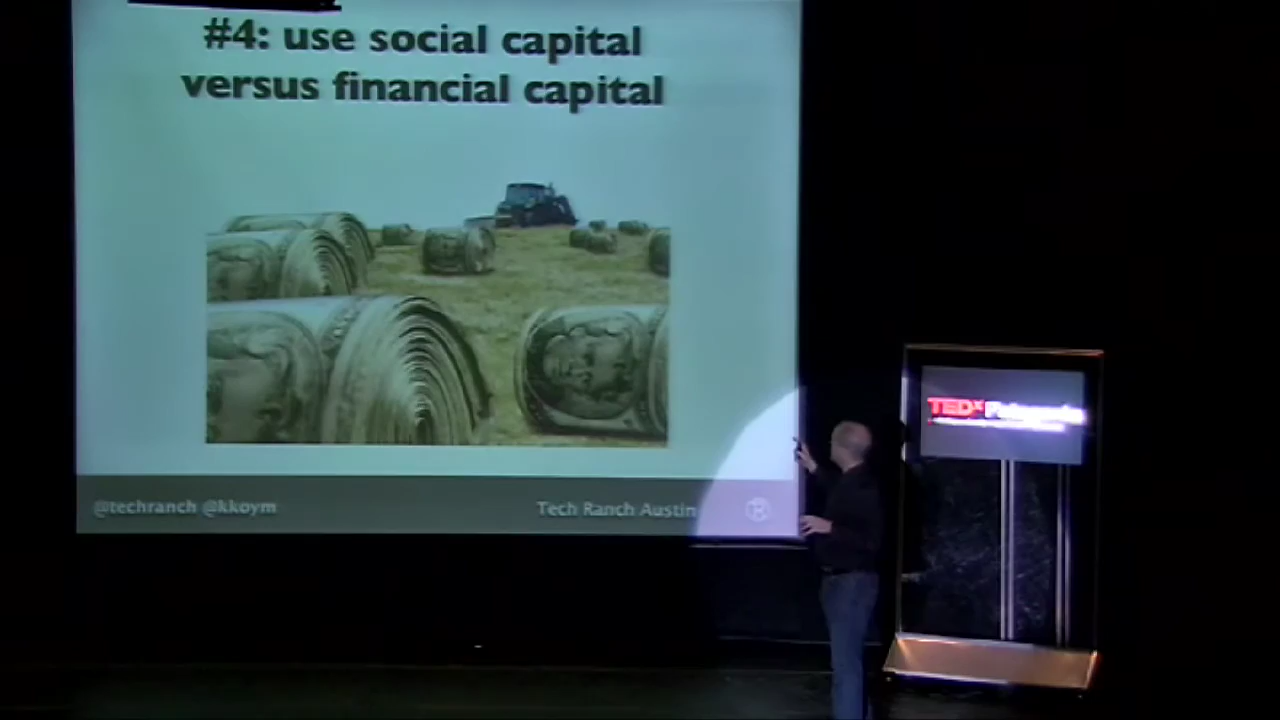 #4: use social capital
versus financial capital
@techranch @kkoym
Tech Ranch Austin
TEDx